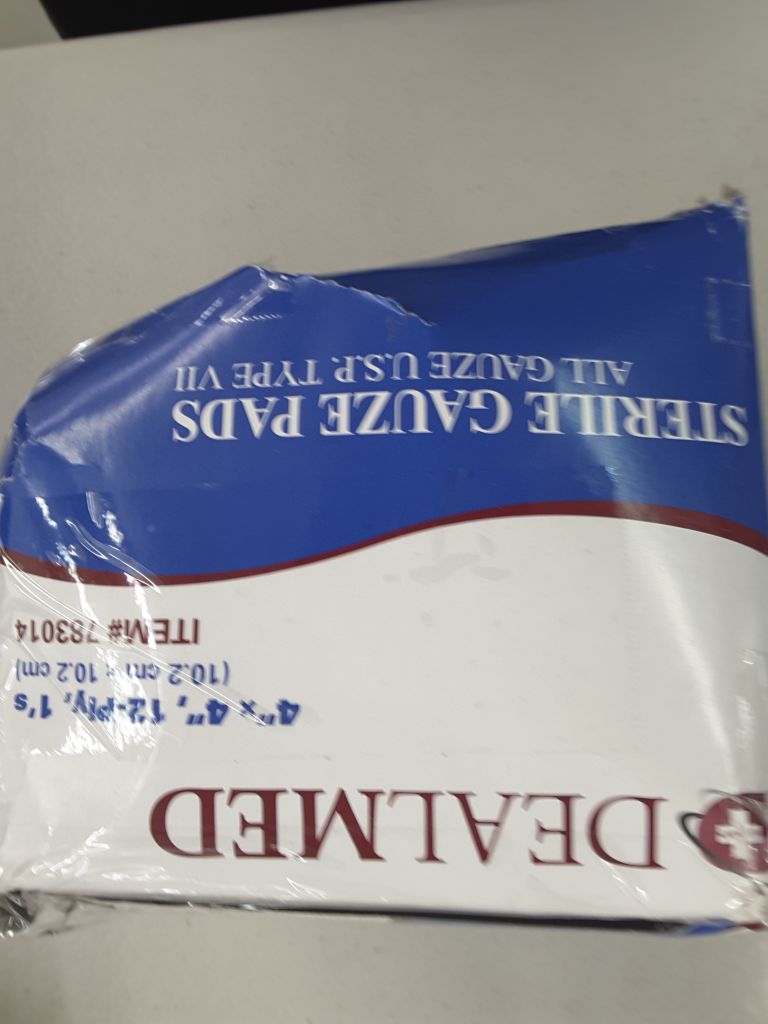 DEALMED
4" x 4", 12-Ply, 1's
(10.2 cm x 10.2 cm)
ITEM# 783014
STERILE GAUZE PADS
ALL GAUZE U.S.P. TYPE VII